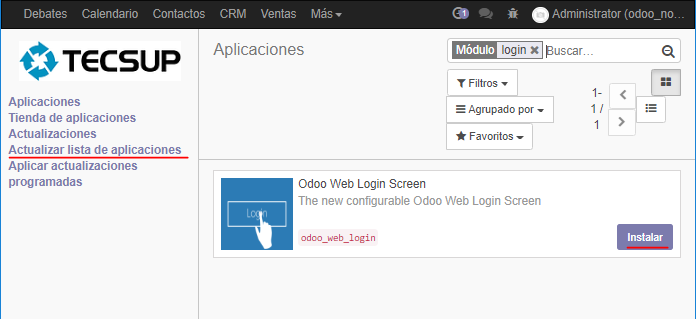 Debates Calendario Contactos CRM Ventas Más 1 Administrator (odoo_no...
TECSUP
Aplicaciones
Tienda de aplicaciones
Actualizaciones
Actualizar lista de aplicaciones
Aplicar actualizaciones
programadas
Aplicaciones
Módulo login Buscar...
Filtros
Agrupado por
Favoritos
1-
1 /
1
Login
Odoo Web Login Screen
The new configurable Odoo Web Login Screen
odoo_web_login
Instalar